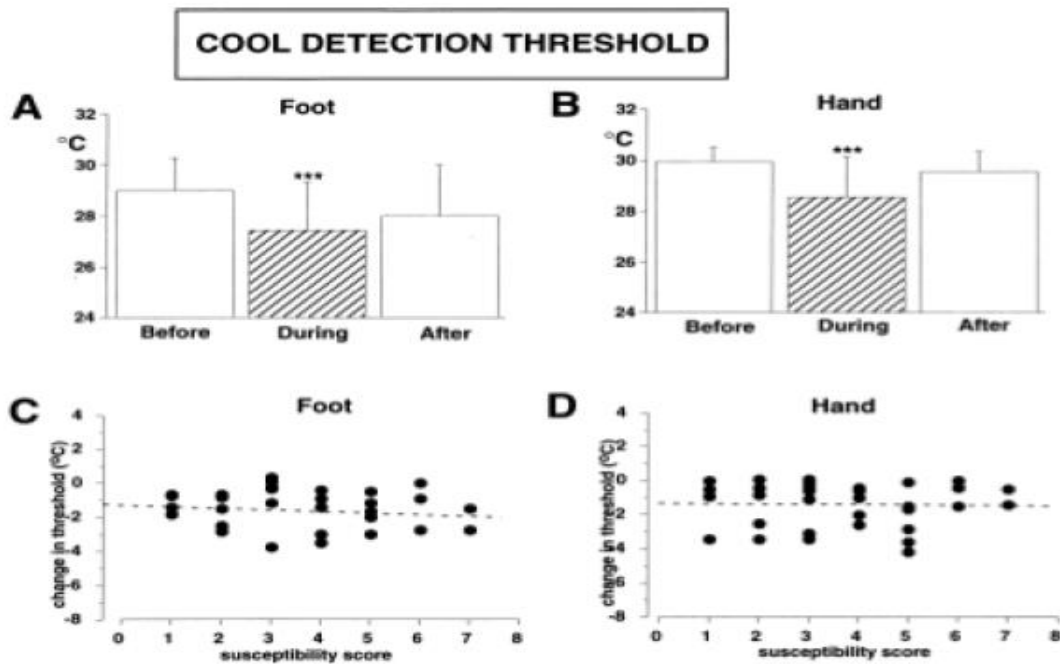 COOL DETECTION THRESHOLD
A
Foot
32
°C
30
28
26
24
***
Before
During
After
B
Hand
32
°C
30
28
26
24
***
Before
During
After
C
Foot
change in threshold (°C)
4
2
0
-2
-4
-6
-8
0 1 2 3 4 5 6 7 8
susceptibility score
D
Hand
change in threshold (°C)
4
2
0
-2
-4
-6
-8
0 1 2 3 4 5 6 7 8
susceptibility score